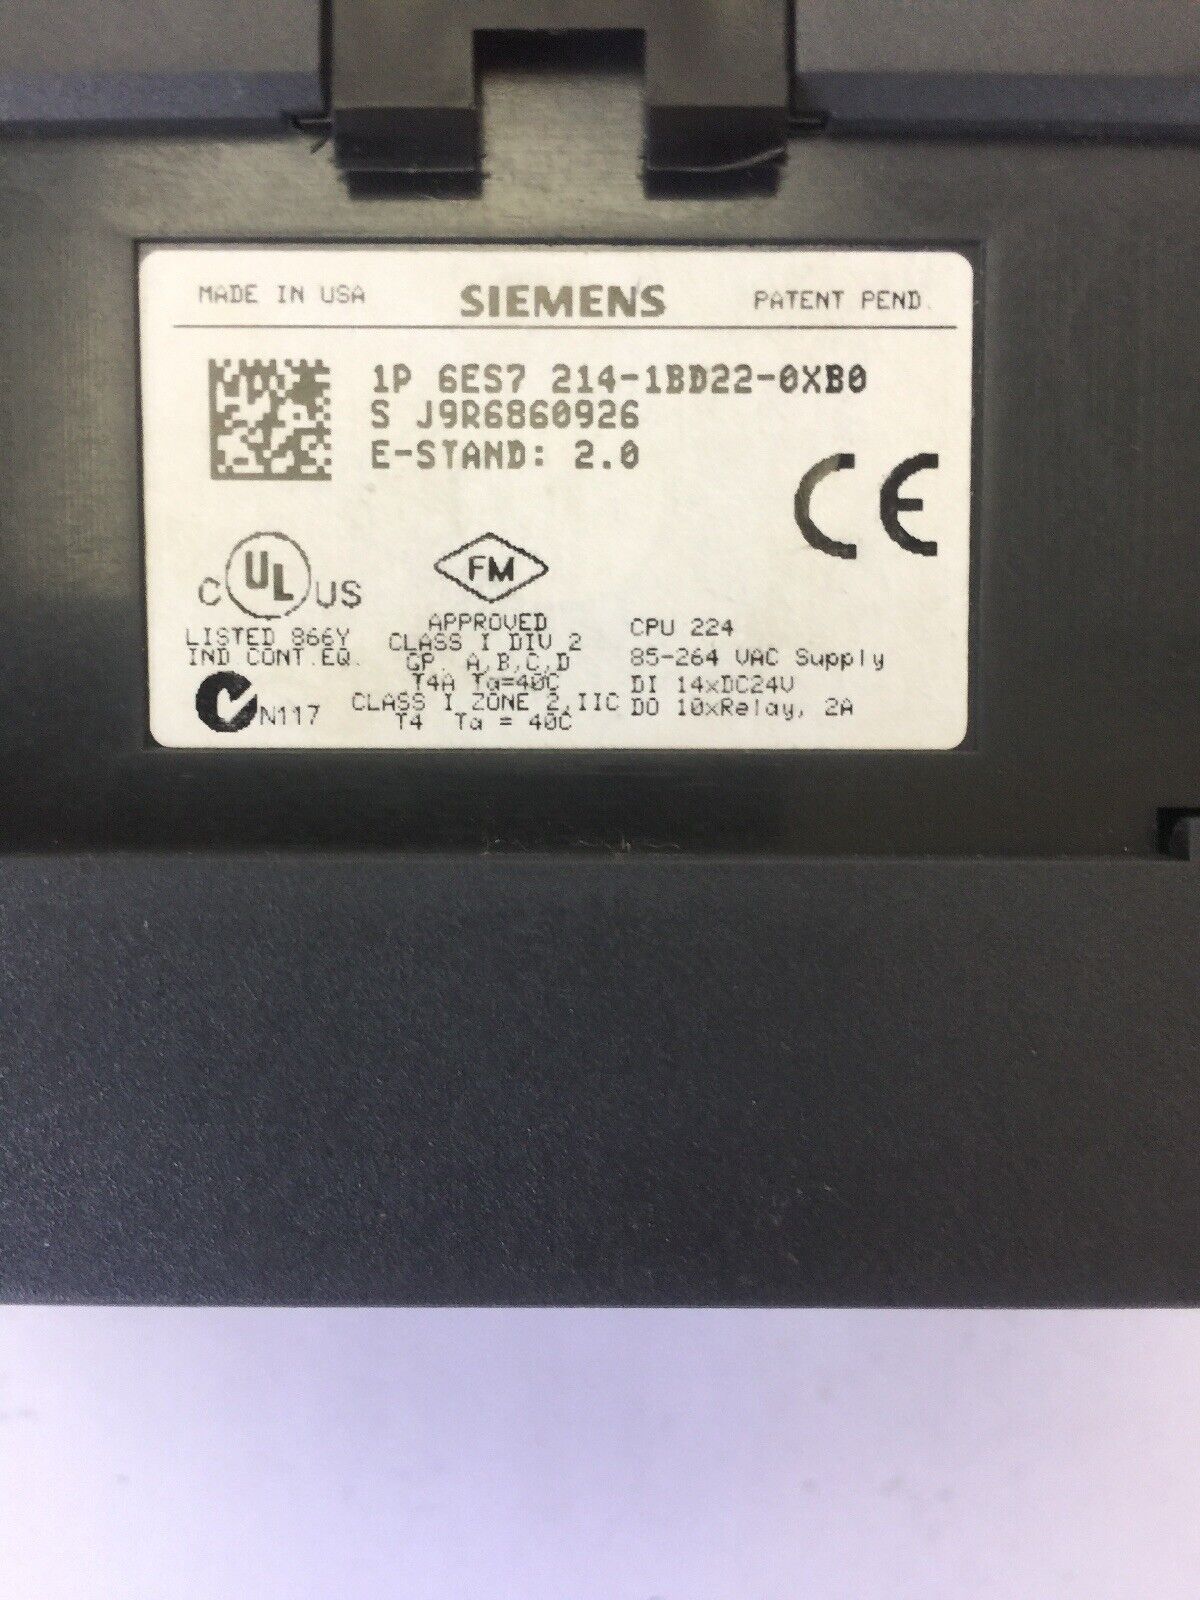 MADE IN USA SIEMENS PATENT PEND.
1P 6ES7 214-1BD22-0XB0
S J9R6860926
E-STAND: 2.0
CE
C UL US
LISTED 866Y
IND.CONT.EQ.
N117
FM
APPROVED
CLASS I DIV 2
GP. A,B,C,D
T4A Ta=40C
CLASS I ZONE 2,IIC
T4 Ta = 40C
CPU 224
85-264 VAC Supply
DI 14xDC24V
DO 10xRelay, 2A